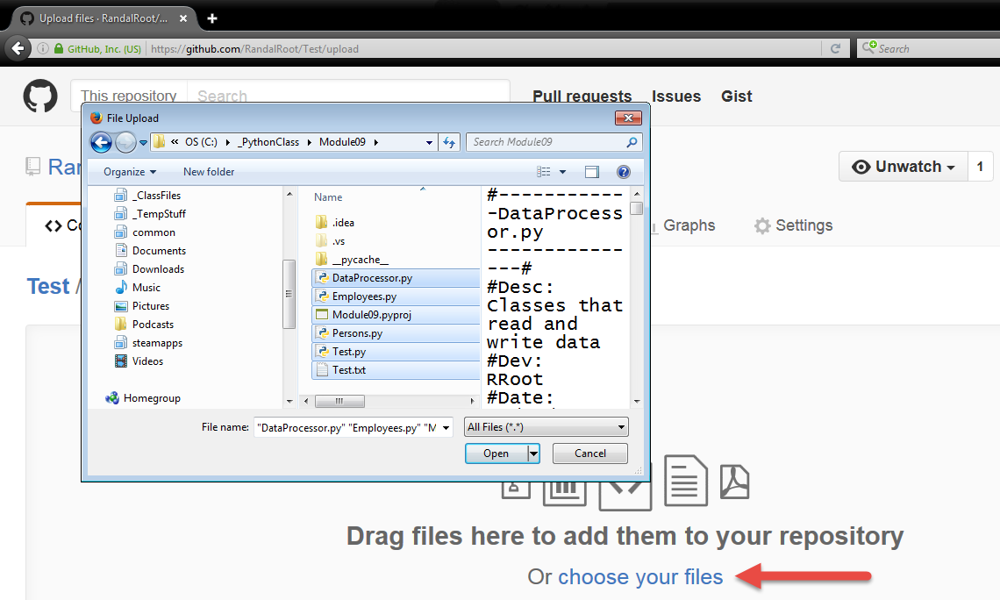 Upload files · RandalRoot/...
GitHub, Inc. (US) https://github.com/RandalRoot/Test/upload Search
This repository Search Pull requests Issues Gist
File Upload
« OS (C:) _PythonClass Module09 Search Module09
Organize New folder
Unwatch 1
Graphs Settings
Test /
_ClassFiles
_TempStuff
common
Documents
Downloads
Music
Pictures
Podcasts
steamapps
Videos
Homegroup
Name
.idea
.vs
__pycache__
DataProcessor.py
Employees.py
Module09.pyproj
Persons.py
Test.py
Test.txt
#------------
-DataProcess
or.py
-------------
---#
#Desc:
Classes that
read and
write data
#Dev:
RRoot
#Date:
File name: "DataProcessor.py" "Employees.py" "M All Files (*.*)
Open Cancel
Drag files here to add them to your repository
Or choose your files